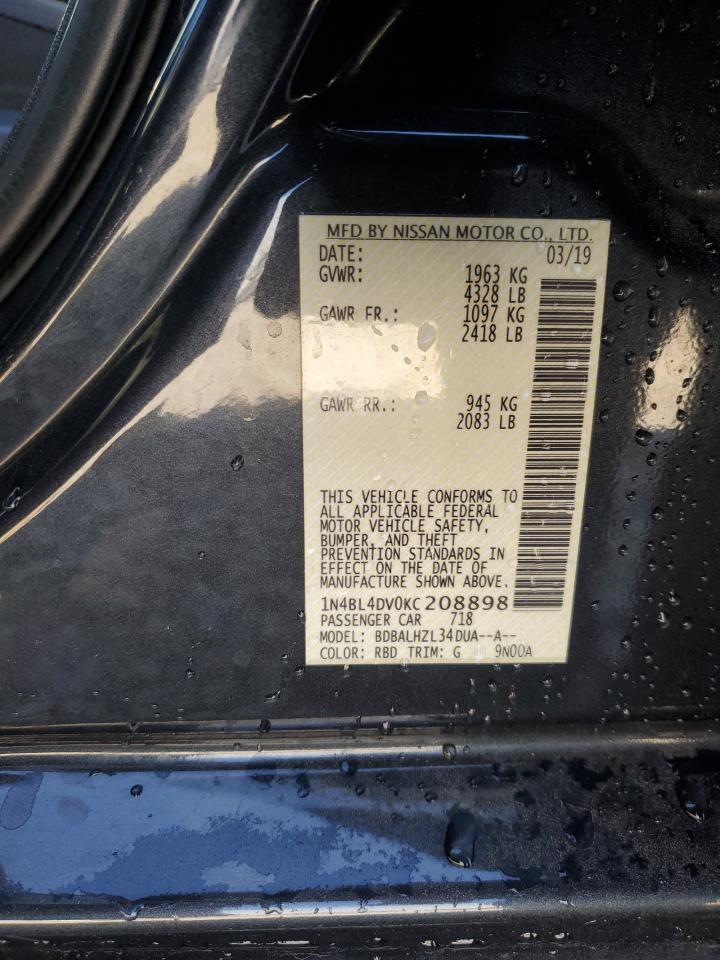 MFD BY NISSAN MOTOR CO., LTD.
DATE: 03/19
GVWR: 1963 KG
4328 LB
GAWR FR.: 1097 KG
2418 LB
GAWR RR.: 945 KG
2083 LB
THIS VEHICLE CONFORMS TO
ALL APPLICABLE FEDERAL
MOTOR VEHICLE SAFETY,
BUMPER, AND THEFT
PREVENTION STANDARDS IN
EFFECT ON THE DATE OF
MANUFACTURE SHOWN ABOVE.
1N4BL4DV0KC208898
PASSENGER CAR 718
MODEL: BDBALHZL34DUA--A--
COLOR: RBD TRIM: G 9N00A